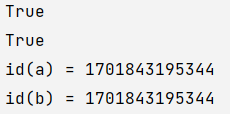 True
True
id(a) = 1701843195344
id(b) = 1701843195344